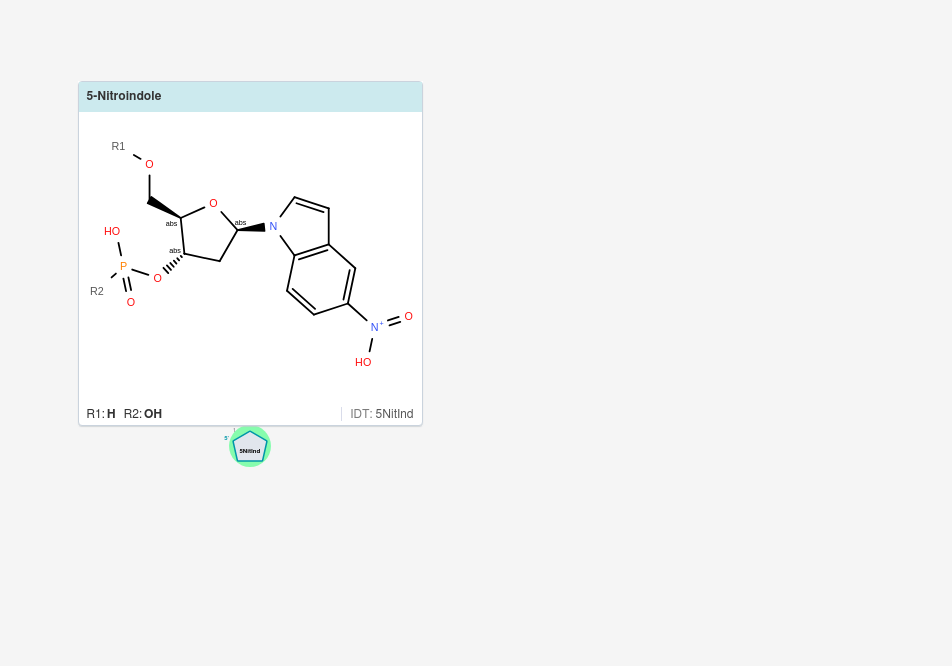 5-Nitroindole
R1
O
O
abs
abs
N
HO
abs
P
O
R2
O
N+
O
HO
R1: H R2: OH
IDT: 5NitInd
5'
5NitInd